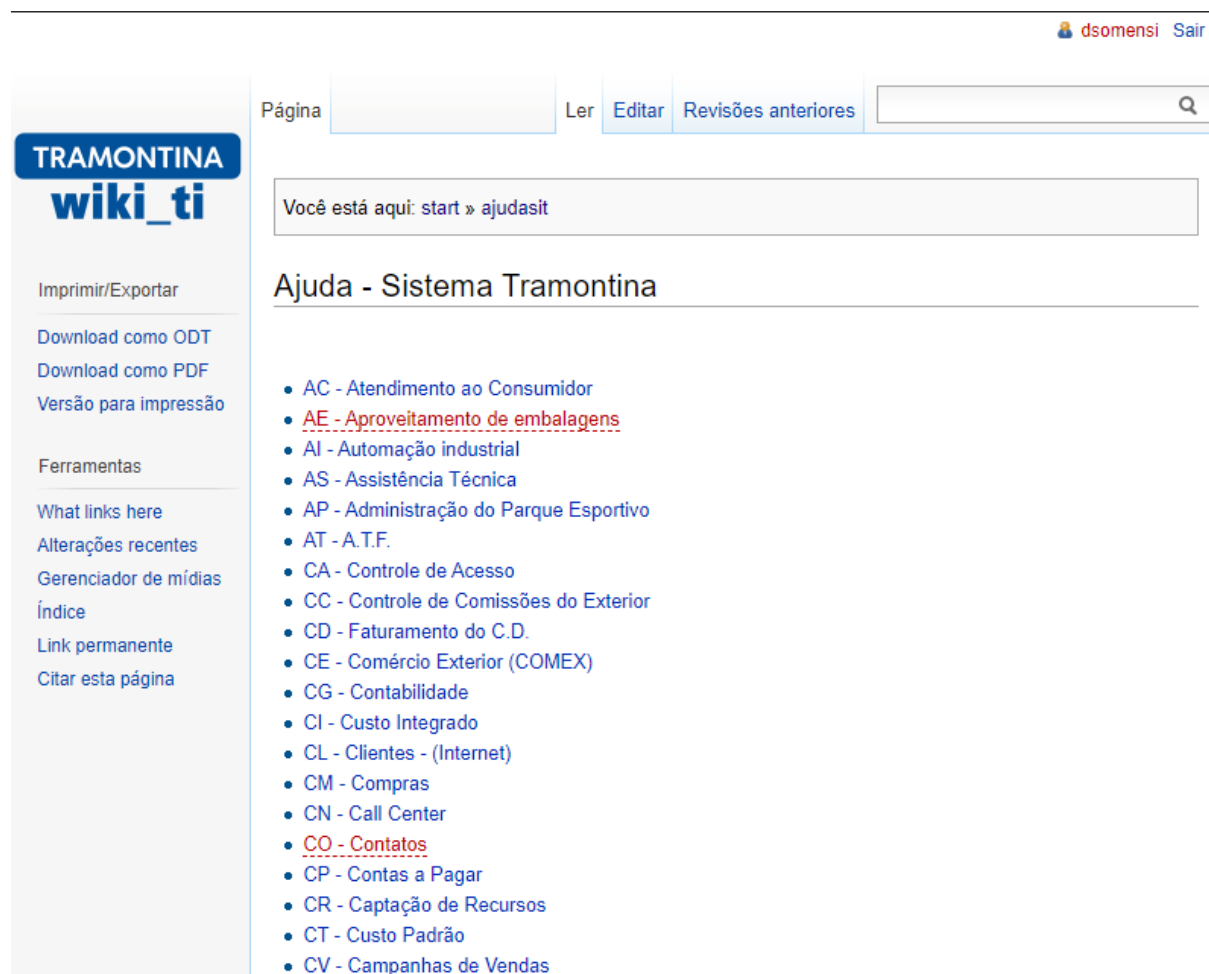 dsomensi Sair
Página Ler Editar Revisões anteriores
TRAMONTINA
wiki_ti
Você está aqui: start » ajudasit
Imprimir/Exportar
Download como ODT
Download como PDF
Versão para impressão
Ferramentas
What links here
Alterações recentes
Gerenciador de mídias
Índice
Link permanente
Citar esta página
Ajuda - Sistema Tramontina
AC - Atendimento ao Consumidor
AE - Aproveitamento de embalagens
AI - Automação industrial
AS - Assistência Técnica
AP - Administração do Parque Esportivo
AT - A.T.F.
CA - Controle de Acesso
CC - Controle de Comissões do Exterior
CD - Faturamento do C.D.
CE - Comércio Exterior (COMEX)
CG - Contabilidade
CI - Custo Integrado
CL - Clientes - (Internet)
CM - Compras
CN - Call Center
CO - Contatos
CP - Contas a Pagar
CR - Captação de Recursos
CT - Custo Padrão
CV - Campanhas de Vendas